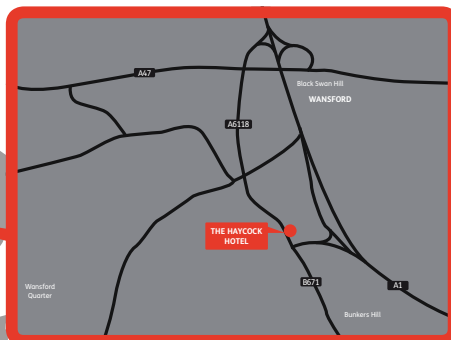 A47
Black Swan Hill
WANSFORD
A6118
THE HAYCOCK
HOTEL
Wansford
Quarter
B671
A1
Bunkers Hill